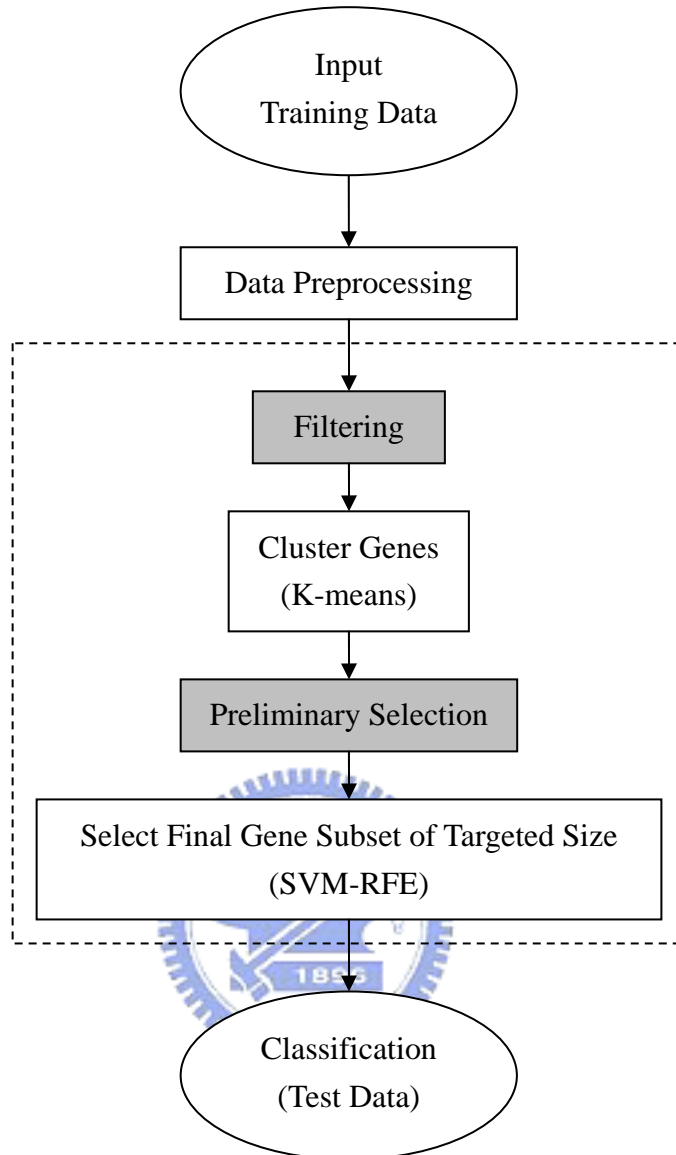 Input
Training Data
Data Preprocessing
Filtering
Cluster Genes
(K-means)
Preliminary Selection
Select Final Gene Subset of Targeted Size
(SVM-RFE)
1896
Classification
(Test Data)